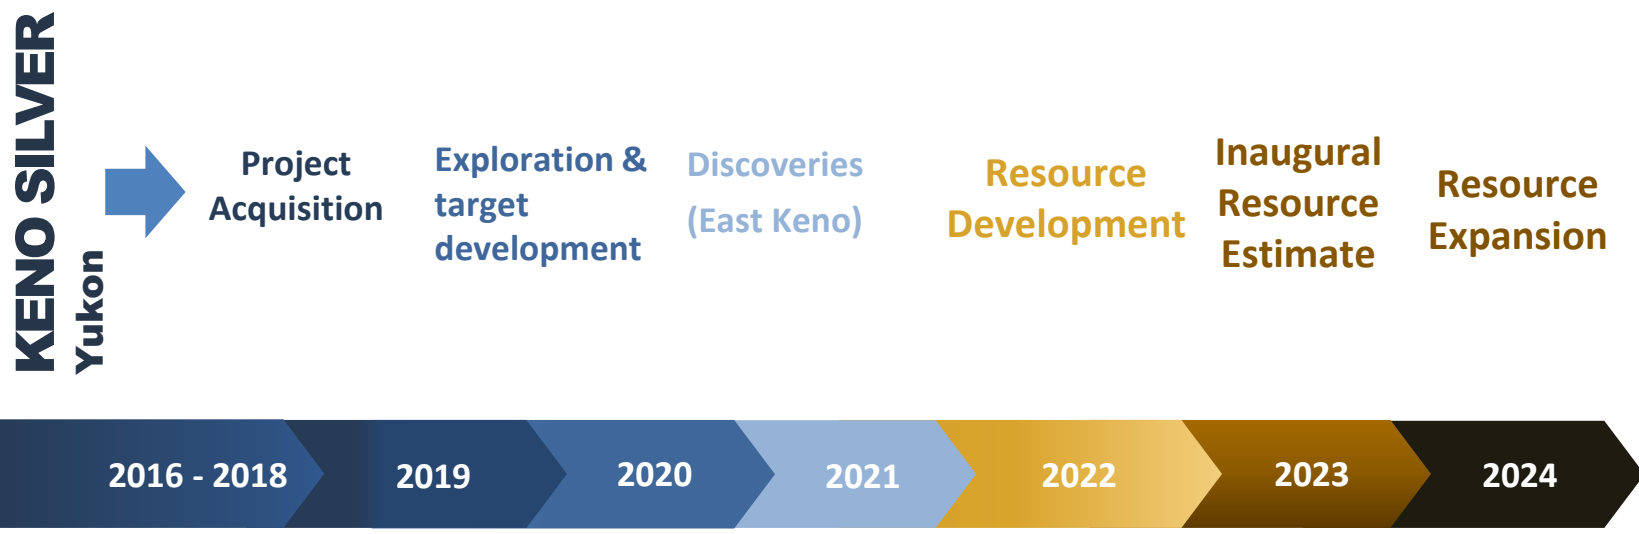 KENO SILVER
Yukon
Project
Acquisition
Exploration &
target
development
Discoveries
(East Keno)
Resource
Development
Inaugural
Resource
Estimate
Resource
Expansion
2016 - 2018
2019
2020
2021
2022
2023
2024